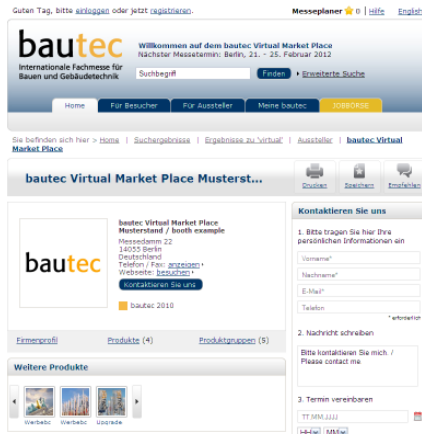 Guten Tag, bitte einloggen oder jetzt registrieren.
Messeplaner 0 | Hilfe English
bautec
Internationale Fachmesse für
Bauen und Gebäudetechnik
Willkommen auf dem bautec Virtual Market Place
Nächster Messetermin: Berlin, 21. - 25. Februar 2012
Suchbegriff Finden Erweiterte Suche
Home Für Besucher Für Aussteller Meine bautec JOBBÖRSE
Sie befinden sich hier > Home | Suchergebnisse | Ergebnisse zu 'virtual' | Aussteller | bautec Virtual
Market Place
bautec Virtual Market Place Musterst...
Drucken Speichern Empfehlen
bautec
bautec Virtual Market Place
Musterstand / booth example
Messedamm 22
14055 Berlin
Deutschland
Telefon / Fax: anzeigen
Webseite: besuchen
Kontaktieren Sie uns
bautec 2010
Firmenprofil Produkte (4) Produktgruppen (5)
Weitere Produkte
Werbebc Werbebc Upgrade
Kontaktieren Sie uns
1. Bitte tragen Sie hier Ihre
persönlichen Informationen ein
Vorname*
Nachname*
E-Mail*
Telefon
* erforderlich
2. Nachricht schreiben
Bitte kontaktieren Sie mich. /
Please contact me.
3. Termin vereinbaren
TT.MM.JJJJ
HH MM